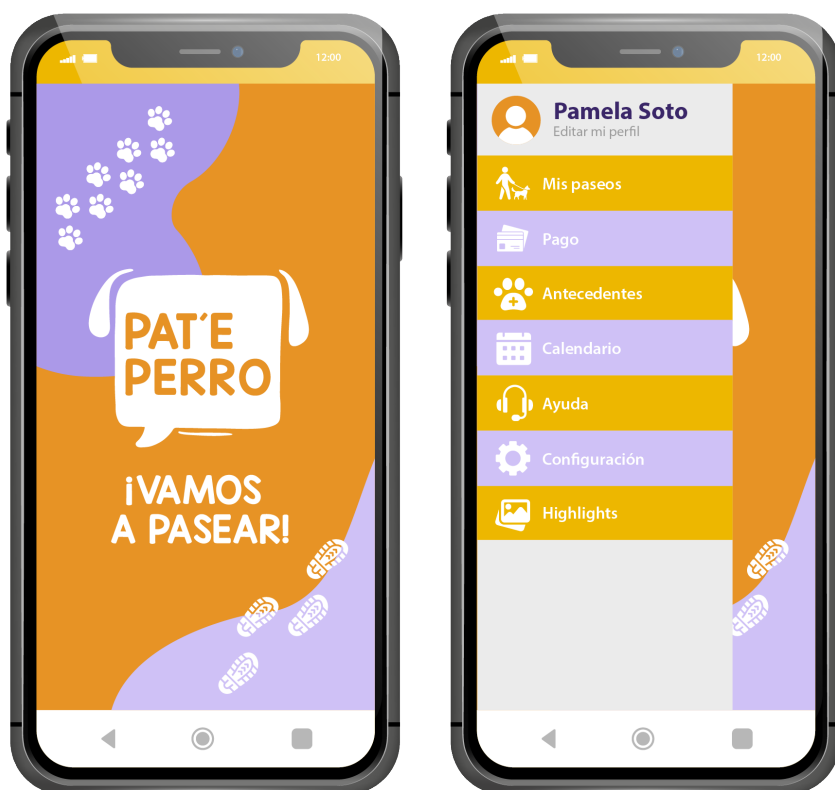 12:00
PAT´E
PERRO
¡VAMOS
A PASEAR!
12:00
Pamela Soto
Editar mi perfil
Mis paseos
Pago
Antecedentes
Calendario
Ayuda
Configuración
Highlights